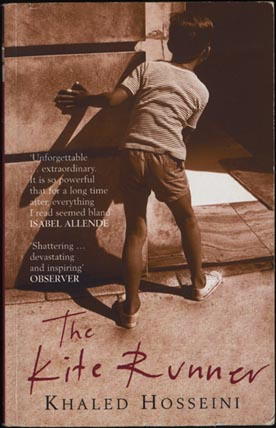 'Unforgettable
... extraordinary.
It is so powerful
that for a long time
after, everything
I read seemed bland'
ISABEL ALLENDE
'Shattering ...
devastating
and inspiring'
OBSERVER
The
Kite Runner
KHALED HOSSEINI